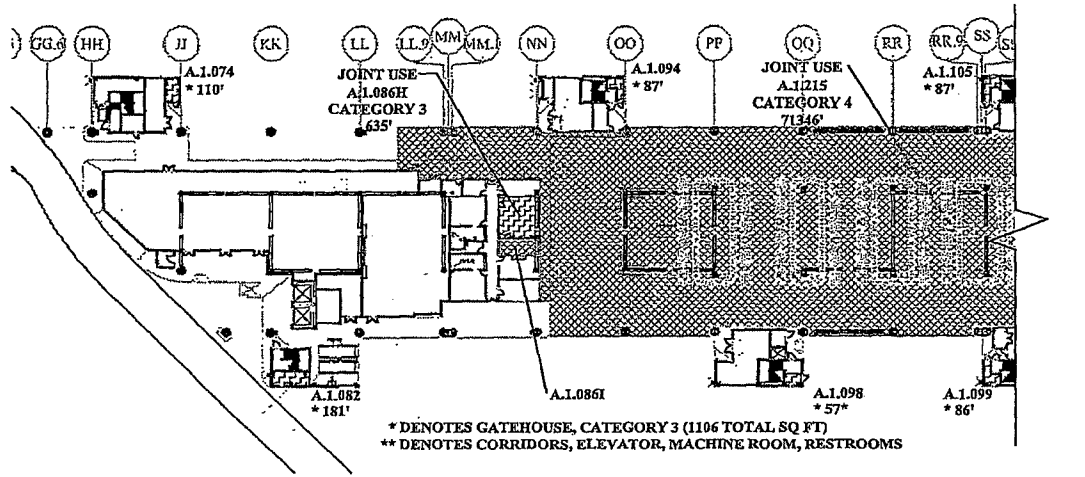 GG.6 HH JJ KK LL LL.9 MM MM.1 NN OO PP QQ RR RR.9 SS
A.1.074
* 110'
JOINT USE
A.1.086H
CATEGORY 3
635'
A.1.094
* 87'
JOINT USE
A.1.215
CATEGORY 4
71346'
A.1.105
* 87'
A.1.082
* 181'
A.1.086I
A.1.098
* 57*
A.1.099
* 86'
* DENOTES GATEHOUSE, CATEGORY 3 (1106 TOTAL SQ FT)
** DENOTES CORRIDORS, ELEVATOR, MACHINE ROOM, RESTROOMS